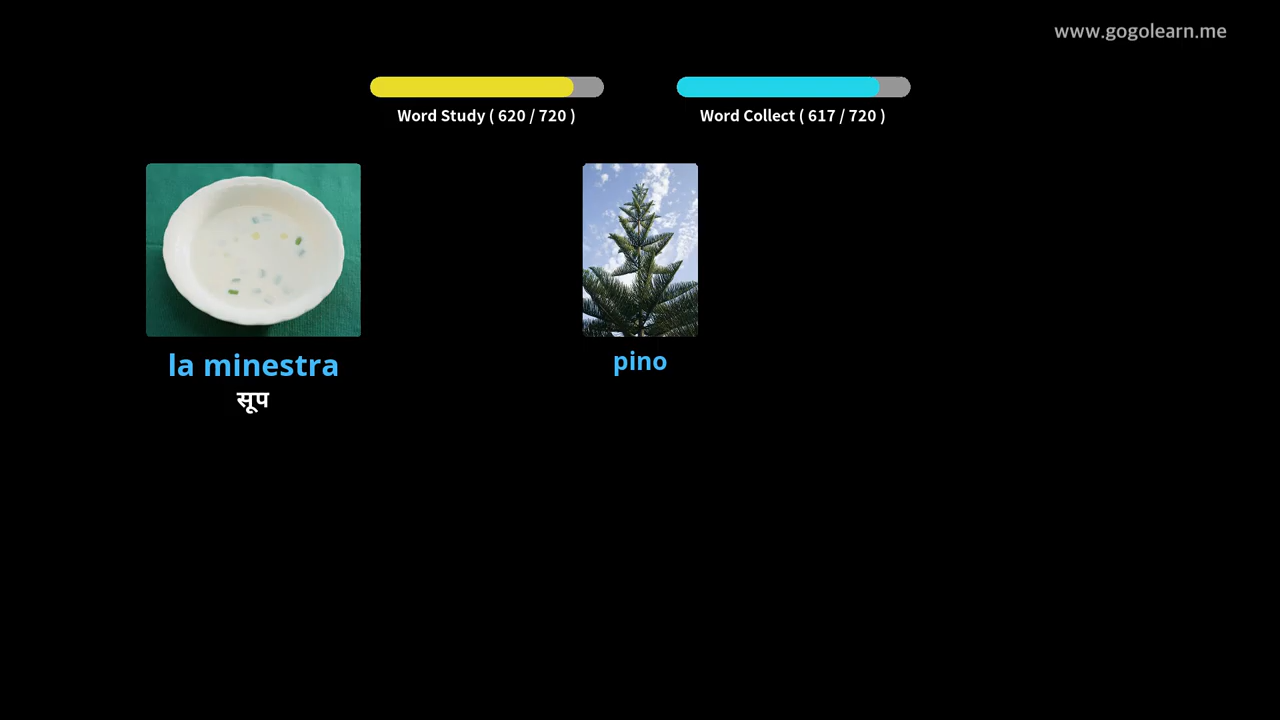 www.gogolearn.me
Word Study ( 620 / 720 )
Word Collect ( 617 / 720 )
la minestra
सूप
pino